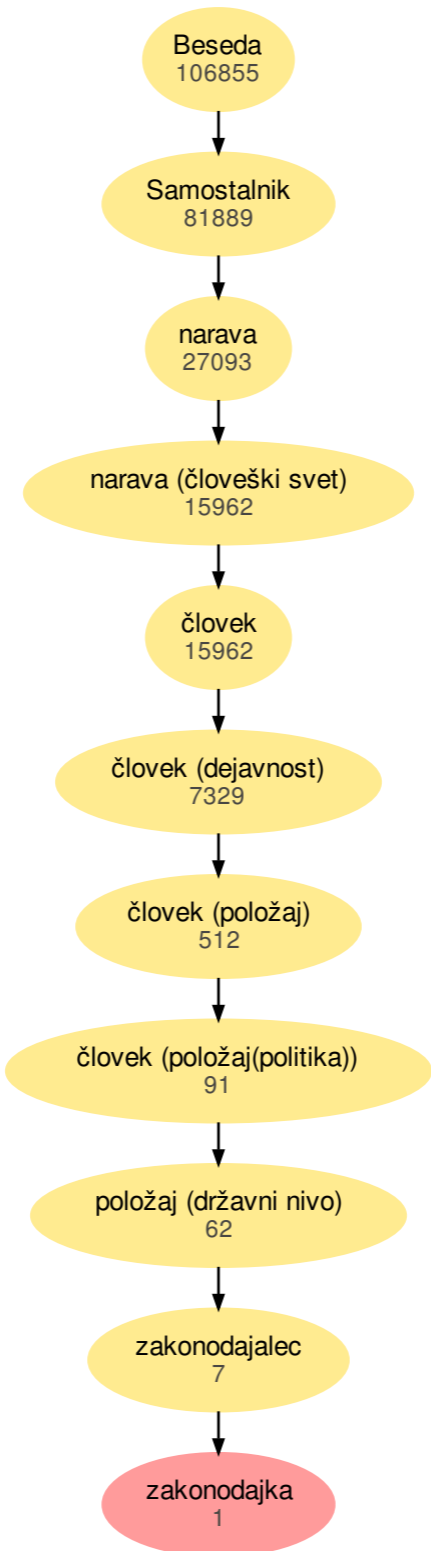 Beseda
106855
Samostalnik
81889
narava
27093
narava (človeški svet)
15962
človek
15962
človek (dejavnost)
7329
človek (položaj)
512
človek (položaj(politika))
91
položaj (državni nivo)
62
zakonodajalec
7
zakonodajka
1